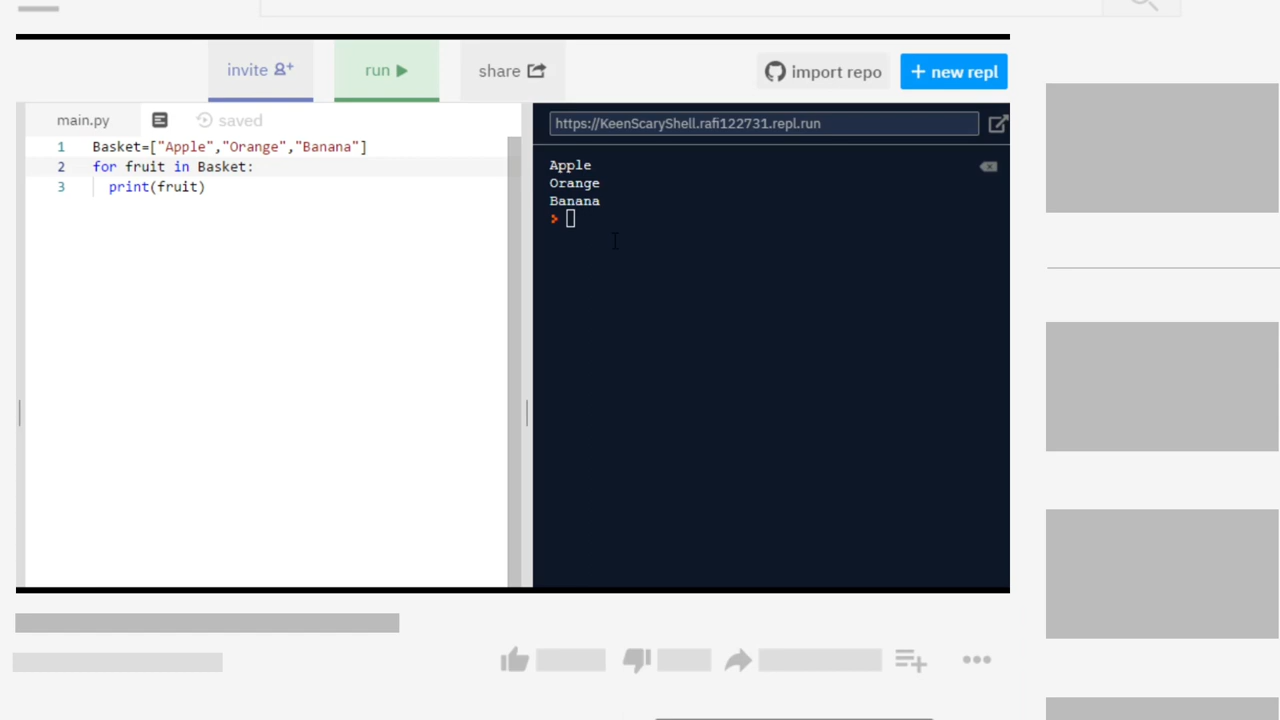 invite
run
share
import repo
+ new repl
main.py
saved
https://KeenScaryShell.rafi122731.repl.run
1 Basket=["Apple","Orange","Banana"]
2 for fruit in Basket:
3 print(fruit)
Apple
Orange
Banana
>